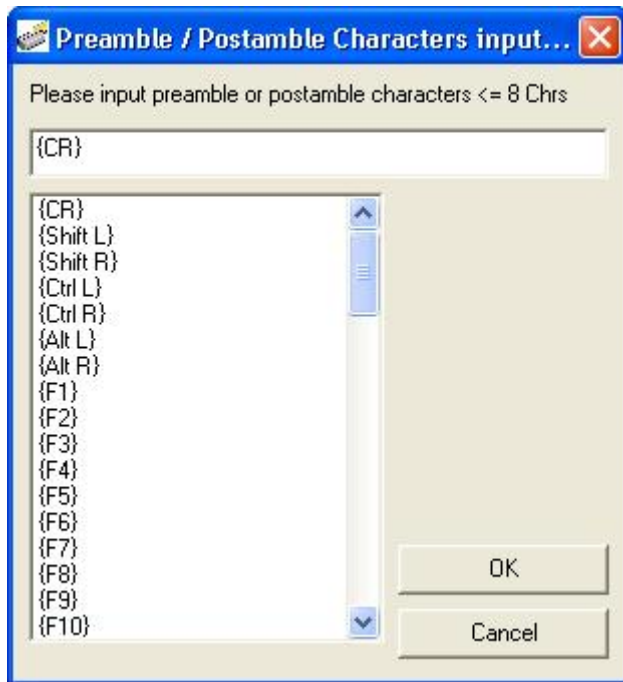 Preamble / Postamble Characters input...
Please input preamble or postamble characters <= 8 Chrs
{CR}
{CR}
{Shift L}
{Shift R}
{Ctrl L}
{Ctrl R}
{Alt L}
{Alt R}
{F1}
{F2}
{F3}
{F4}
{F5}
{F6}
{F7}
{F8}
{F9}
{F10}
OK
Cancel